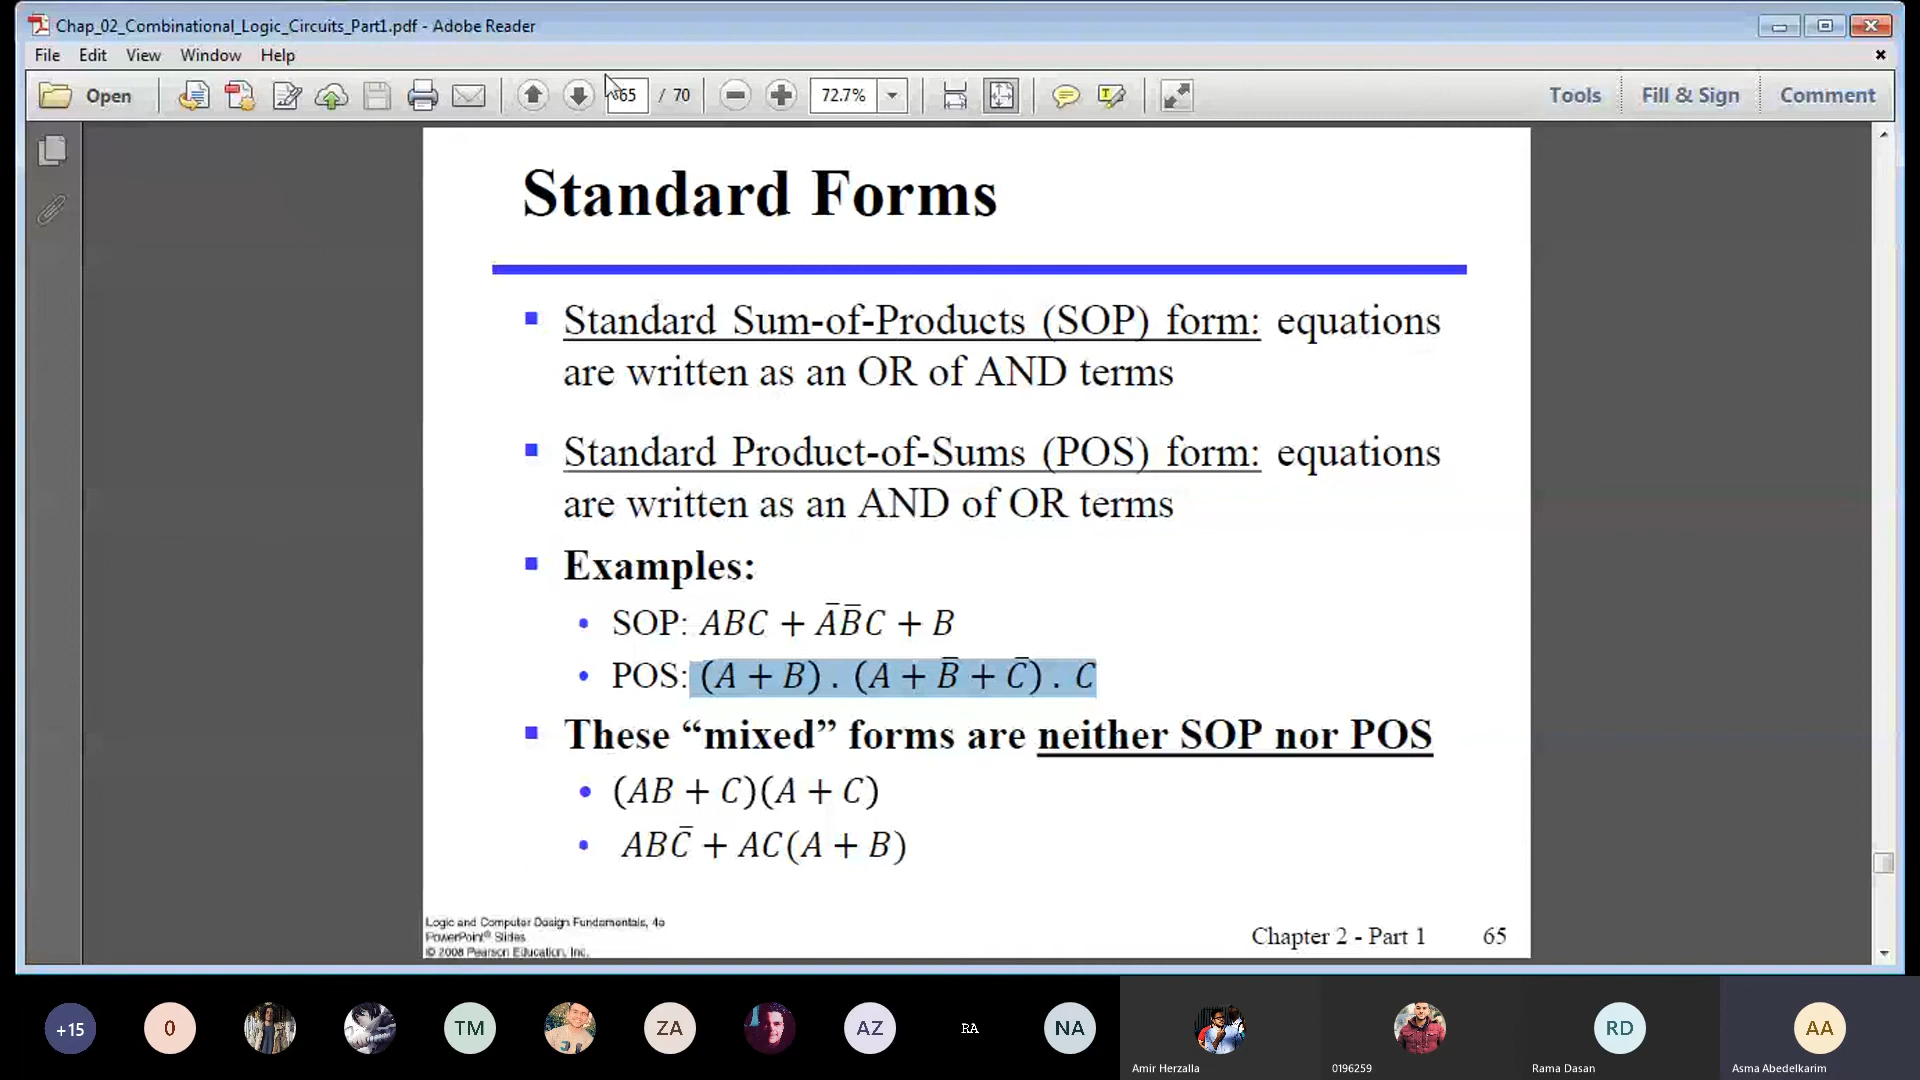 Chap_02_Combinational_Logic_Circuits_Part1.pdf - Adobe Reader
File Edit View Window Help
Open 65 / 70 72.7% Tools Fill & Sign Comment
Standard Forms
Standard Sum-of-Products (SOP) form: equations
are written as an OR of AND terms
Standard Product-of-Sums (POS) form: equations
are written as an AND of OR terms
Examples:
SOP: ABC + A̅B̅C + B
POS: (A + B) . (A + B̅ + C̅) . C
These “mixed” forms are neither SOP nor POS
(AB + C)(A + C)
ABC̅ + AC(A + B)
Logic and Computer Design Fundamentals, 4e
PowerPoint® Slides
© 2008 Pearson Education, Inc.
Chapter 2 - Part 1 65
+15 0 TM ZA AZ RA NA RD AA
Amir Herzalla 0196259 Rama Dasan Asma Abedelkarim